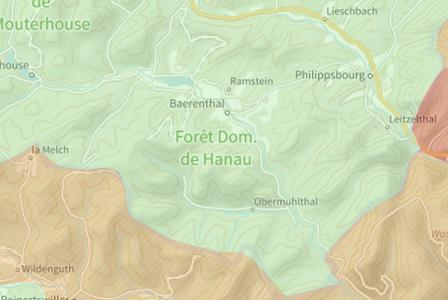 Lieschbach
de
Mouterhouse
house
Ramstein
Philippsbourg
Baerenthal
Leitzelthal
Forêt Dom.
de Hanau
la Melch
Obermuhlthal
Wildenguth